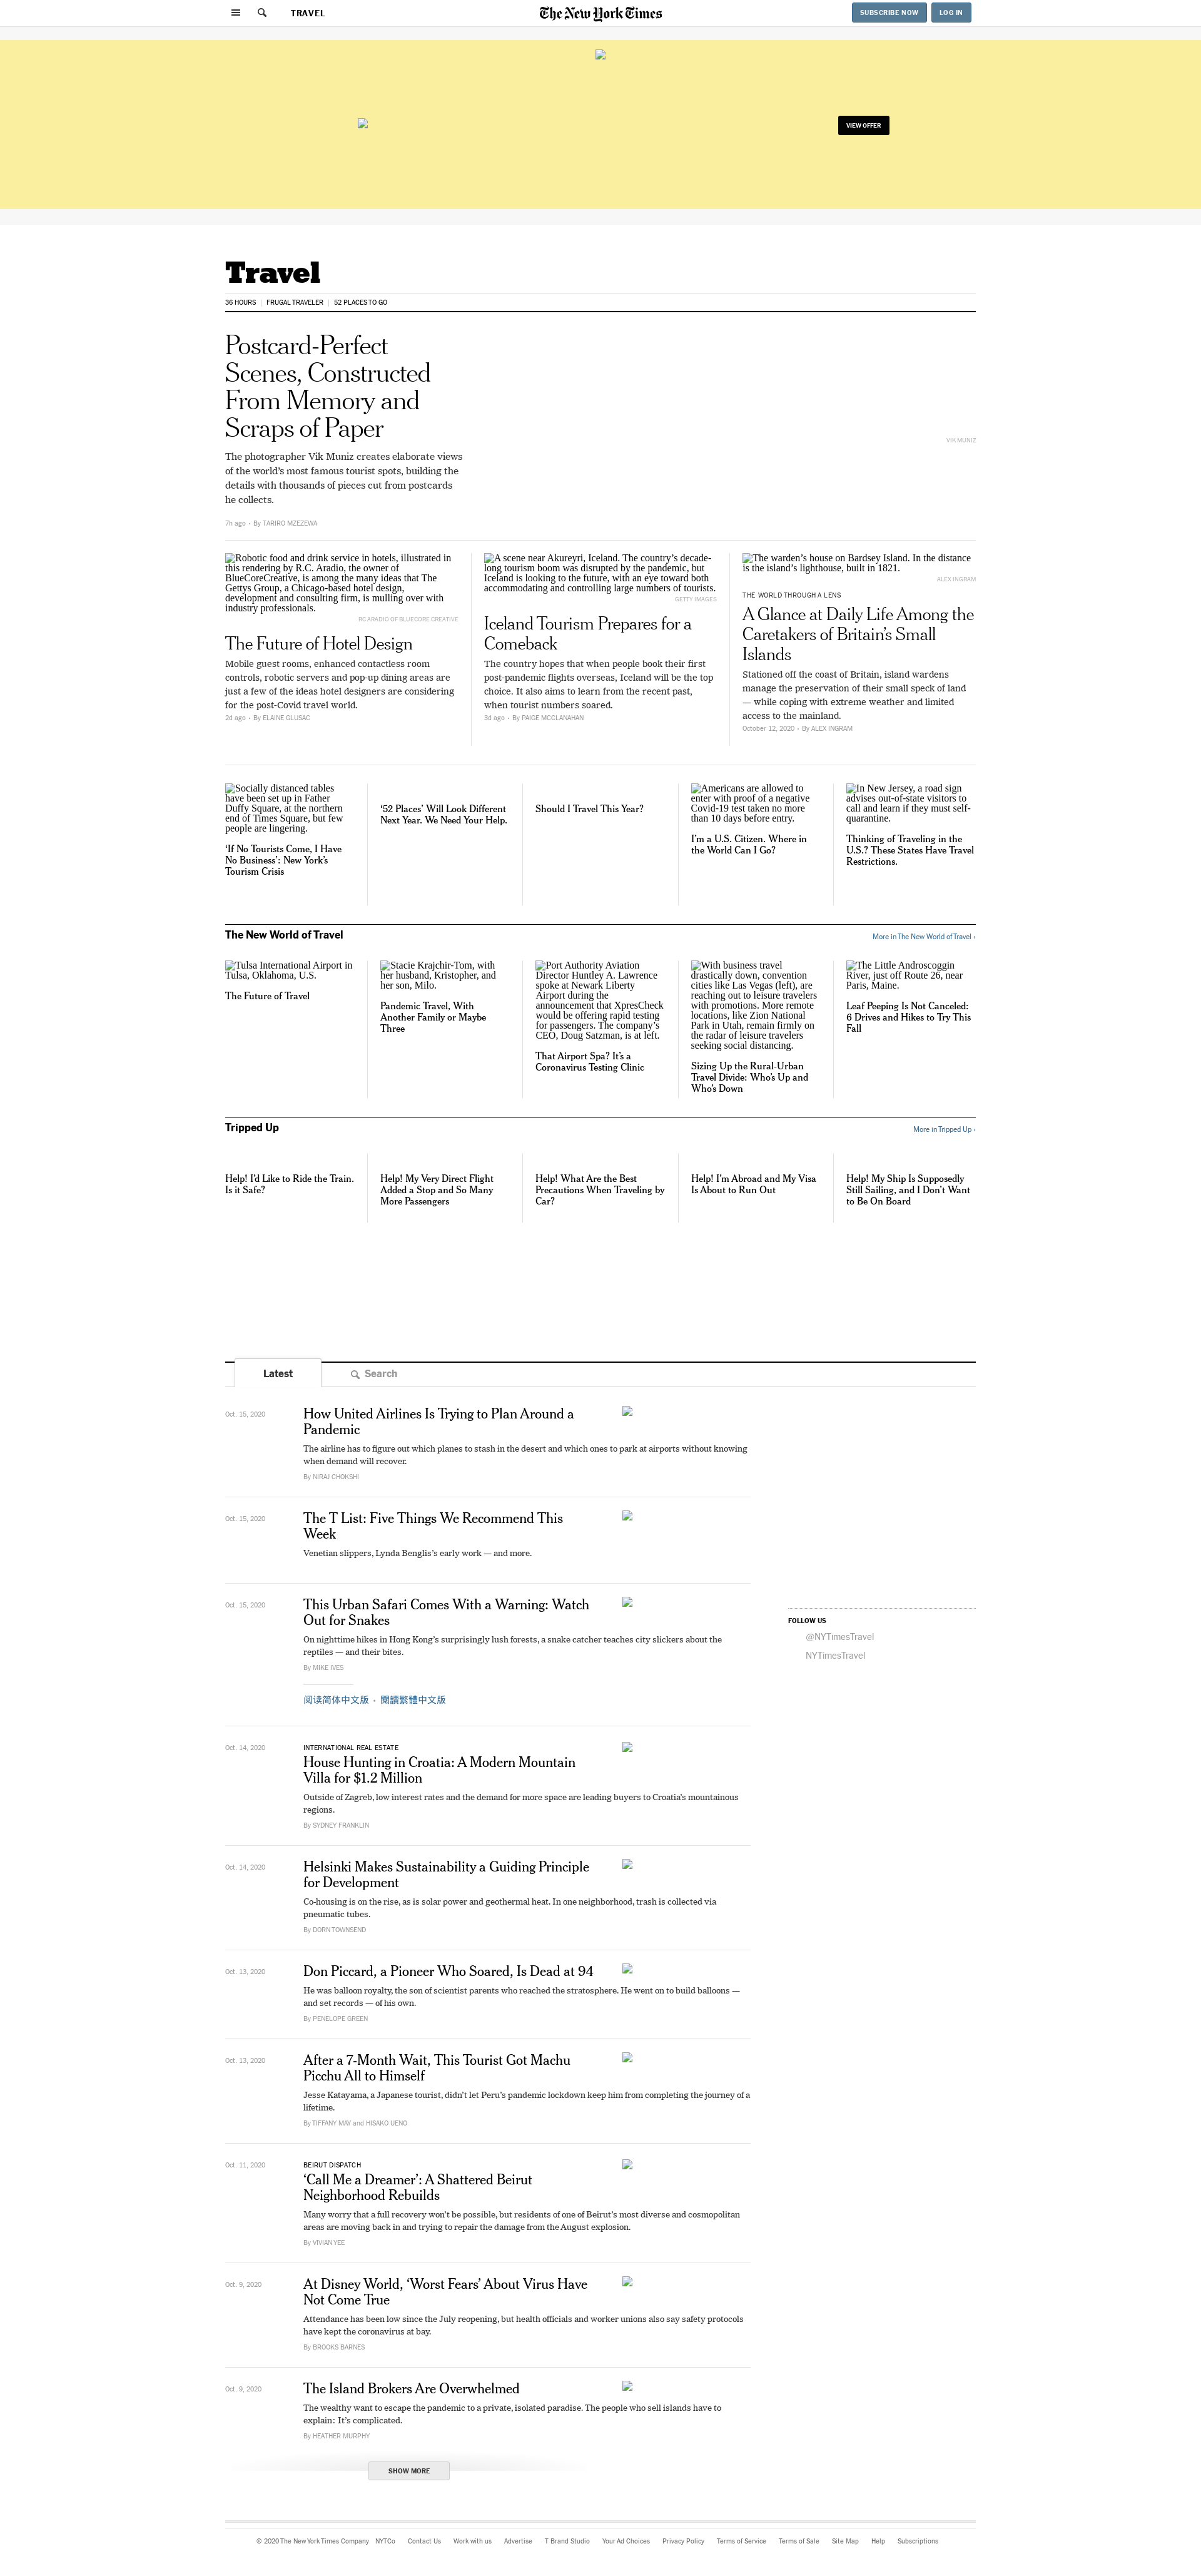 TRAVEL
The New York Times
SUBSCRIBE NOW
LOG IN
VIEW OFFER
Travel
36 HOURS
FRUGAL TRAVELER
52 PLACES TO GO
Postcard-Perfect
Scenes, Constructed
From Memory and
Scraps of Paper
VIK MUNIZ
The photographer Vik Muniz creates elaborate views
of the world's most famous tourist spots, building the
details with thousands of pieces cut from postcards
he collects.
7h ago • By TARIRO MZEZEWA
Robotic food and drink service in hotels, illustrated in
this rendering by R.C. Aradio, the owner of
BlueCoreCreative, is among the many ideas that The
Gettys Group, a Chicago-based hotel design,
development and consulting firm, is mulling over with
industry professionals.
RC ARADIO OF BLUECORE CREATIVE
The Future of Hotel Design
Mobile guest rooms, enhanced contactless room
controls, robotic servers and pop-up dining areas are
just a few of the ideas hotel designers are considering
for the post-Covid travel world.
2d ago • By ELAINE GLUSAC
A scene near Akureyri, Iceland. The country's decade-
long tourism boom was disrupted by the pandemic, but
Iceland is looking to the future, with an eye toward both
accommodating and controlling large numbers of tourists.
GETTY IMAGES
Iceland Tourism Prepares for a
Comeback
The country hopes that when people book their first
post-pandemic flights overseas, Iceland will be the top
choice. It also aims to learn from the recent past,
when tourist numbers soared.
3d ago • By PAIGE MCCLANAHAN
The warden's house on Bardsey Island. In the distance
is the island's lighthouse, built in 1821.
ALEX INGRAM
THE WORLD THROUGH A LENS
A Glance at Daily Life Among the
Caretakers of Britain's Small
Islands
Stationed off the coast of Britain, island wardens
manage the preservation of their small speck of land
— while coping with extreme weather and limited
access to the mainland.
October 12, 2020 • By ALEX INGRAM
Socially distanced tables
have been set up in Father
Duffy Square, at the northern
end of Times Square, but few
people are lingering.
'If No Tourists Come, I Have
No Business': New York's
Tourism Crisis
'52 Places' Will Look Different
Next Year. We Need Your Help.
Should I Travel This Year?
Americans are allowed to
enter with proof of a negative
Covid-19 test taken no more
than 10 days before entry.
I'm a U.S. Citizen. Where in
the World Can I Go?
In New Jersey, a road sign
advises out-of-state visitors to
call and learn if they must self-
quarantine.
Thinking of Traveling in the
U.S.? These States Have Travel
Restrictions.
The New World of Travel
More in The New World of Travel ›
Tulsa International Airport in
Tulsa, Oklahoma, U.S.
The Future of Travel
Stacie Krajchir-Tom, with
her husband, Kristopher, and
her son, Milo.
Pandemic Travel, With
Another Family or Maybe
Three
Port Authority Aviation
Director Huntley A. Lawrence
spoke at Newark Liberty
Airport during the
announcement that XpresCheck
would be offering rapid testing
for passengers. The company's
CEO, Doug Satzman, is at left.
That Airport Spa? It's a
Coronavirus Testing Clinic
With business travel
drastically down, convention
cities like Las Vegas (left), are
reaching out to leisure travelers
with promotions. More remote
locations, like Zion National
Park in Utah, remain firmly on
the radar of leisure travelers
seeking social distancing.
Sizing Up the Rural-Urban
Travel Divide: Who's Up and
Who's Down
The Little Androscoggin
River, just off Route 26, near
Paris, Maine.
Leaf Peeping Is Not Canceled:
6 Drives and Hikes to Try This
Fall
Tripped Up
More in Tripped Up ›
Help! I'd Like to Ride the Train.
Is it Safe?
Help! My Very Direct Flight
Added a Stop and So Many
More Passengers
Help! What Are the Best
Precautions When Traveling by
Car?
Help! I'm Abroad and My Visa
Is About to Run Out
Help! My Ship Is Supposedly
Still Sailing, and I Don't Want
to Be On Board
Latest
Search
Oct. 15, 2020
How United Airlines Is Trying to Plan Around a
Pandemic
The airline has to figure out which planes to stash in the desert and which ones to park at airports without knowing
when demand will recover.
By NIRAJ CHOKSHI
Oct. 15, 2020
The T List: Five Things We Recommend This
Week
Venetian slippers, Lynda Benglis's early work — and more.
Oct. 15, 2020
This Urban Safari Comes With a Warning: Watch
Out for Snakes
On nighttime hikes in Hong Kong's surprisingly lush forests, a snake catcher teaches city slickers about the
reptiles — and their bites.
By MIKE IVES
阅读简体中文版 • 閱讀繁體中文版
FOLLOW US
@NYTimesTravel
NYTimesTravel
Oct. 14, 2020
INTERNATIONAL REAL ESTATE
House Hunting in Croatia: A Modern Mountain
Villa for $1.2 Million
Outside of Zagreb, low interest rates and the demand for more space are leading buyers to Croatia's mountainous
regions.
By SYDNEY FRANKLIN
Oct. 14, 2020
Helsinki Makes Sustainability a Guiding Principle
for Development
Co-housing is on the rise, as is solar power and geothermal heat. In one neighborhood, trash is collected via
pneumatic tubes.
By DORN TOWNSEND
Oct. 13, 2020
Don Piccard, a Pioneer Who Soared, Is Dead at 94
He was balloon royalty, the son of scientist parents who reached the stratosphere. He went on to build balloons —
and set records — of his own.
By PENELOPE GREEN
Oct. 13, 2020
After a 7-Month Wait, This Tourist Got Machu
Picchu All to Himself
Jesse Katayama, a Japanese tourist, didn't let Peru's pandemic lockdown keep him from completing the journey of a
lifetime.
By TIFFANY MAY and HISAKO UENO
Oct. 11, 2020
BEIRUT DISPATCH
'Call Me a Dreamer': A Shattered Beirut
Neighborhood Rebuilds
Many worry that a full recovery won't be possible, but residents of one of Beirut's most diverse and cosmopolitan
areas are moving back in and trying to repair the damage from the August explosion.
By VIVIAN YEE
Oct. 9, 2020
At Disney World, 'Worst Fears' About Virus Have
Not Come True
Attendance has been low since the July reopening, but health officials and worker unions also say safety protocols
have kept the coronavirus at bay.
By BROOKS BARNES
Oct. 9, 2020
The Island Brokers Are Overwhelmed
The wealthy want to escape the pandemic to a private, isolated paradise. The people who sell islands have to
explain: It's complicated.
By HEATHER MURPHY
SHOW MORE
© 2020 The New York Times Company NYTCo Contact Us Work with us Advertise T Brand Studio Your Ad Choices Privacy Policy Terms of Service Terms of Sale Site Map Help Subscriptions